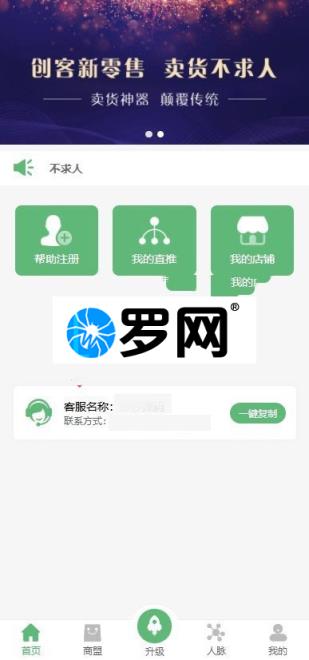 创客新零售 卖货不求人
卖货神器 颠覆传统
不求人
帮助注册
我的直推
我的店铺
我的
罗网®
客服名称：
联系方式：
一键复制
首页
商盟
升级
人脉
我的